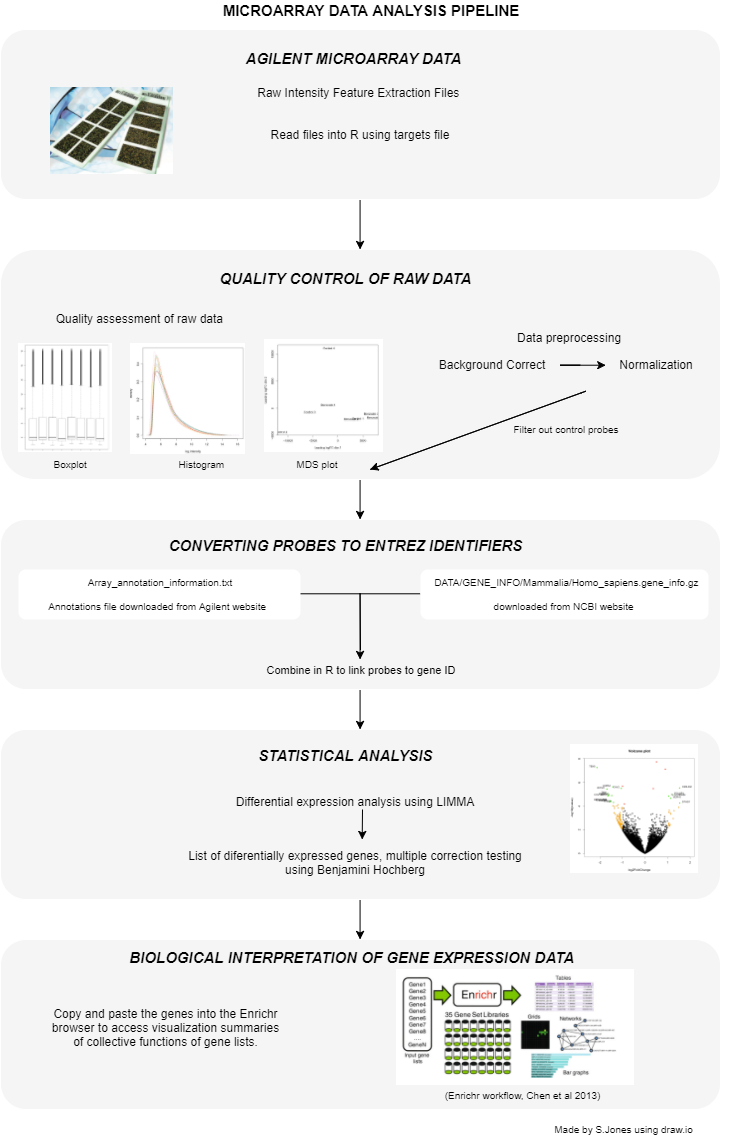 MICROARRAY DATA ANALYSIS PIPELINE
AGILENT MICROARRAY DATA
Raw Intensity Feature Extraction Files
Read files into R using targets file
QUALITY CONTROL OF RAW DATA
Quality assessment of raw data
Data preprocessing
Background Correct
Normalization
Filter out control probes
Boxplot
Histogram
MDS plot
CONVERTING PROBES TO ENTREZ IDENTIFIERS
Array_annotation_information.txt
Annotations file downloaded from Agilent website
DATA/GENE_INFO/Mammalia/Homo_sapiens.gene_info.gz
downloaded from NCBI website
Combine in R to link probes to gene ID
STATISTICAL ANALYSIS
Differential expression analysis using LIMMA
List of diferentially expressed genes, multiple correction testing
using Benjamini Hochberg
Volcano plot
BIOLOGICAL INTERPRETATION OF GENE EXPRESSION DATA
Copy and paste the genes into the Enrichr
browser to access visualization summaries
of collective functions of gene lists.
Gene1
Gene2
Gene3
Gene4
Gene5
Gene6
Gene7
Gene8
....
GeneN
Input gene
lists
Enrichr
35 Gene Set Libraries
Tables
Grids
Networks
Bar graphs
(Enrichr workflow, Chen et al 2013)
Made by S.Jones using draw.io